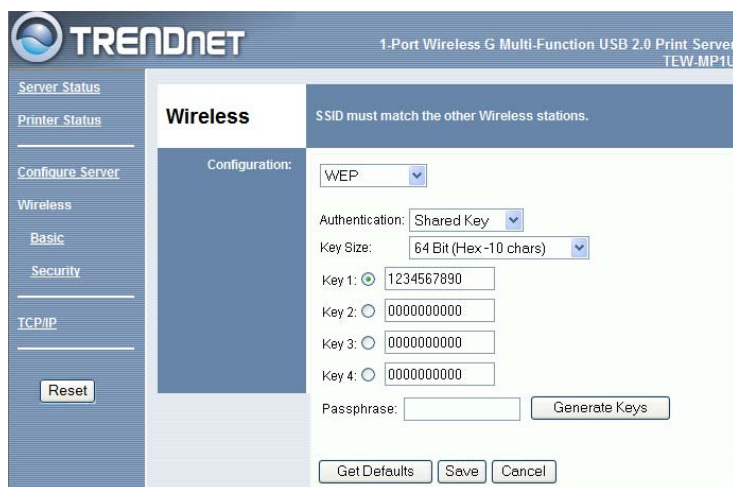 TRENDNET
1-Port Wireless G Multi-Function USB 2.0 Print Server
TEW-MP1U
Server Status
Printer Status
Configure Server
Wireless
Basic
Security
TCP/IP
Reset
Wireless
SSID must match the other Wireless stations.
Configuration:
WEP
Authentication: Shared Key
Key Size: 64 Bit (Hex-10 chars)
Key 1: 1234567890
Key 2: 0000000000
Key 3: 0000000000
Key 4: 0000000000
Passphrase: Generate Keys
Get Defaults Save Cancel